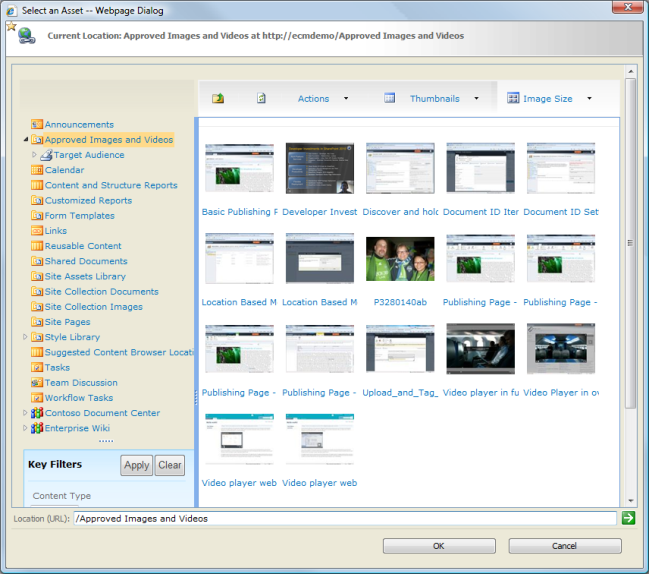 Select an Asset -- Webpage Dialog
Current Location: Approved Images and Videos at http://ecmdemo/Approved Images and Videos
Actions Thumbnails Image Size
Announcements
Approved Images and Videos
Target Audience
Calendar
Content and Structure Reports
Customized Reports
Form Templates
Links
Reusable Content
Shared Documents
Site Assets Library
Site Collection Documents
Site Collection Images
Site Pages
Style Library
Suggested Content Browser Locati
Tasks
Team Discussion
Workflow Tasks
Contoso Document Center
Enterprise Wiki
Key Filters Apply Clear
Content Type
Basic Publishing P Developer Invest Discover and hold Document ID Iter Document ID Set
Location Based M Location Based M P3280140ab Publishing Page - Publishing Page -
Publishing Page - Publishing Page - Upload_and_Tag_ Video player in fu Video Player in ov
Video player web Video player web
Location (URL): /Approved Images and Videos
OK Cancel